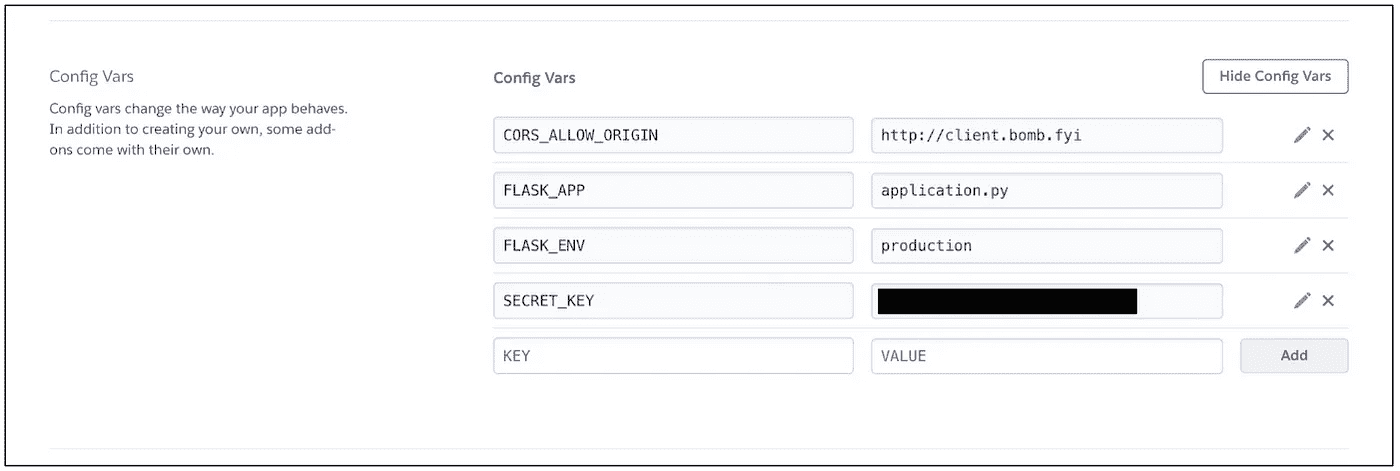 Config Vars
Config vars change the way your app behaves.
In addition to creating your own, some add-
ons come with their own.
Config Vars
Hide Config Vars
CORS_ALLOW_ORIGIN
http://client.bomb.fyi
FLASK_APP
application.py
FLASK_ENV
production
SECRET_KEY
KEY
VALUE
Add